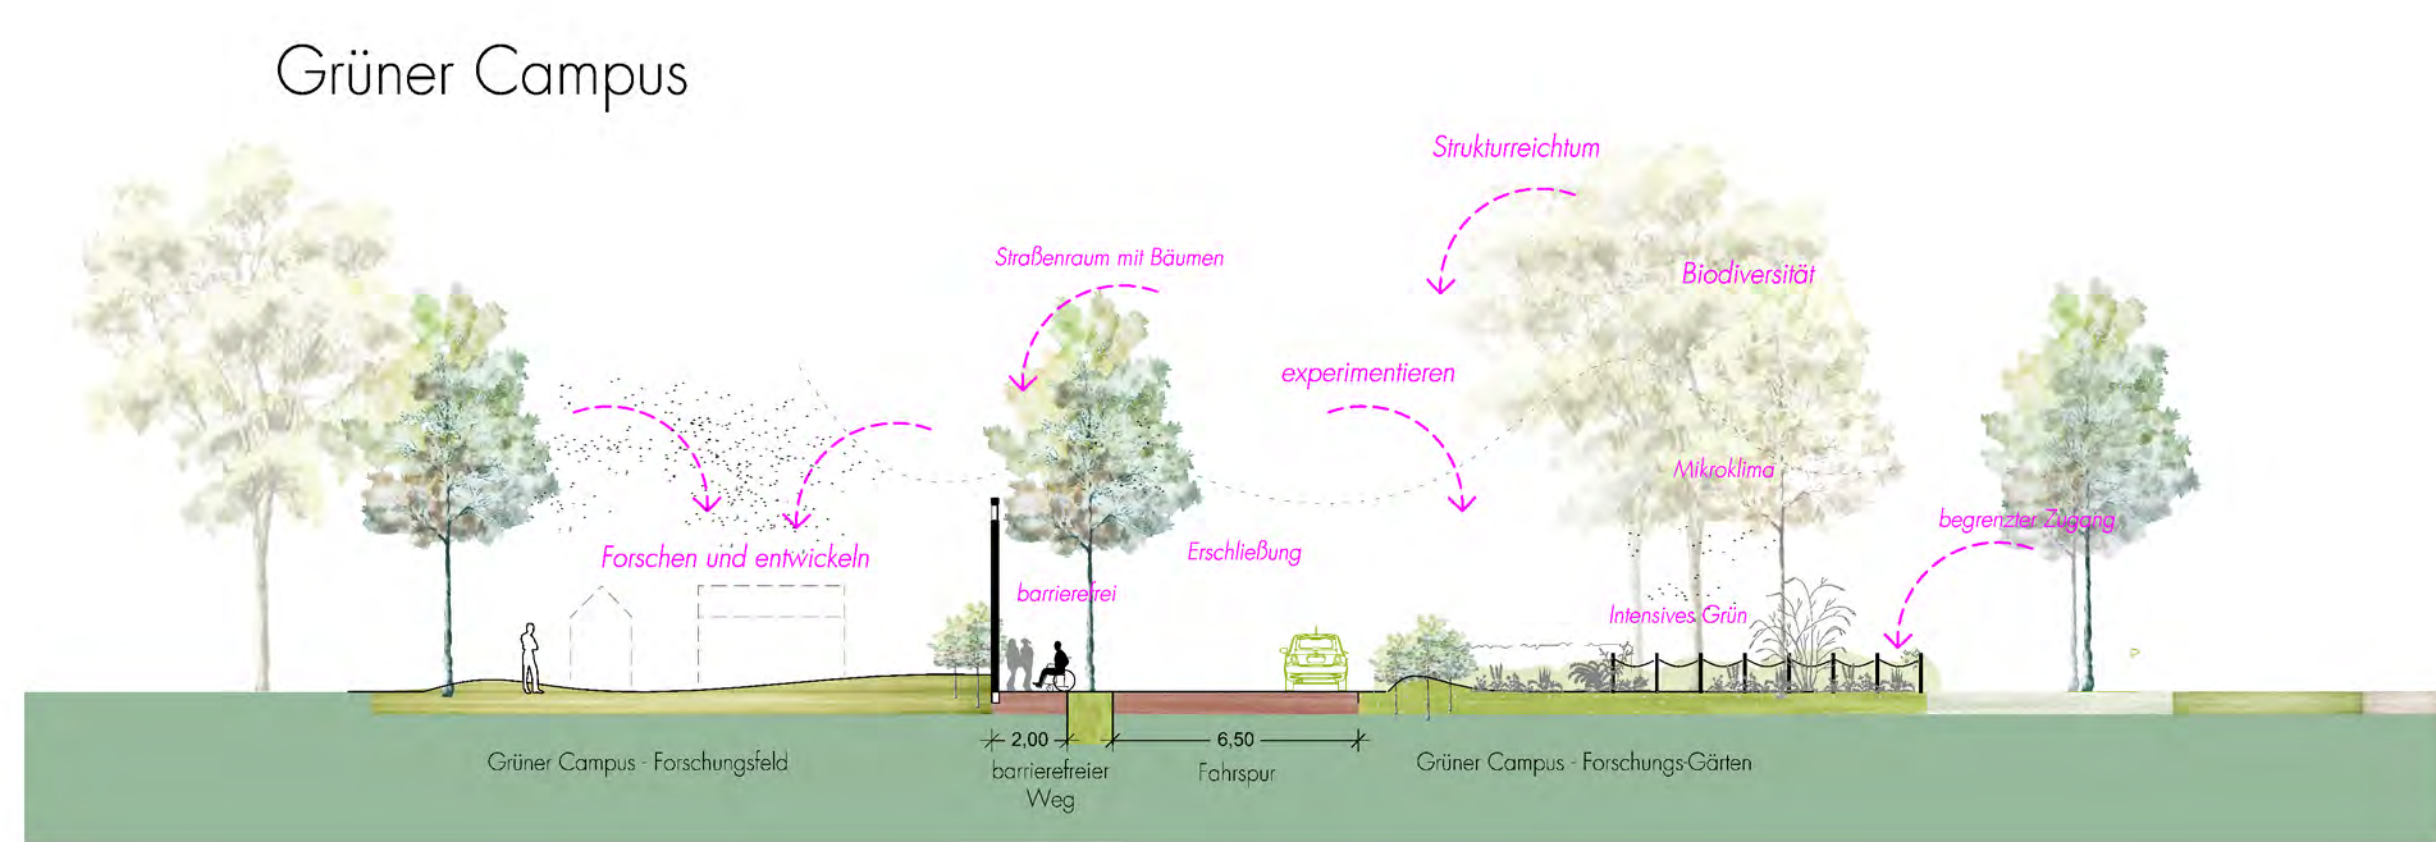 Grüner Campus
Strukturreichtum
Straßenraum mit Bäumen
Biodiversität
experimentieren
Mikroklima
begrenzter Zugang
Forschen und entwickeln
Erschließung
barrierefrei
Intensives Grün
2,00
6,50
Grüner Campus - Forschungsfeld
barrierefreier
Weg
Fahrspur
Grüner Campus - Forschungs-Gärten